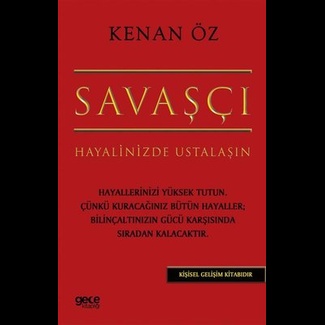 KENAN ÖZ
SAVAŞÇI
HAYALİNİZDE USTALAŞIN
HAYALLERİNİZİ YÜKSEK TUTUN.
ÇÜNKÜ KURACAĞINIZ BÜTÜN HAYALLER;
BİLİNÇALTINIZIN GÜCÜ KARŞISINDA
SIRADAN KALACAKTIR.
KİŞİSEL GELİŞİM KİTABIDIR
gece
kitaplığı